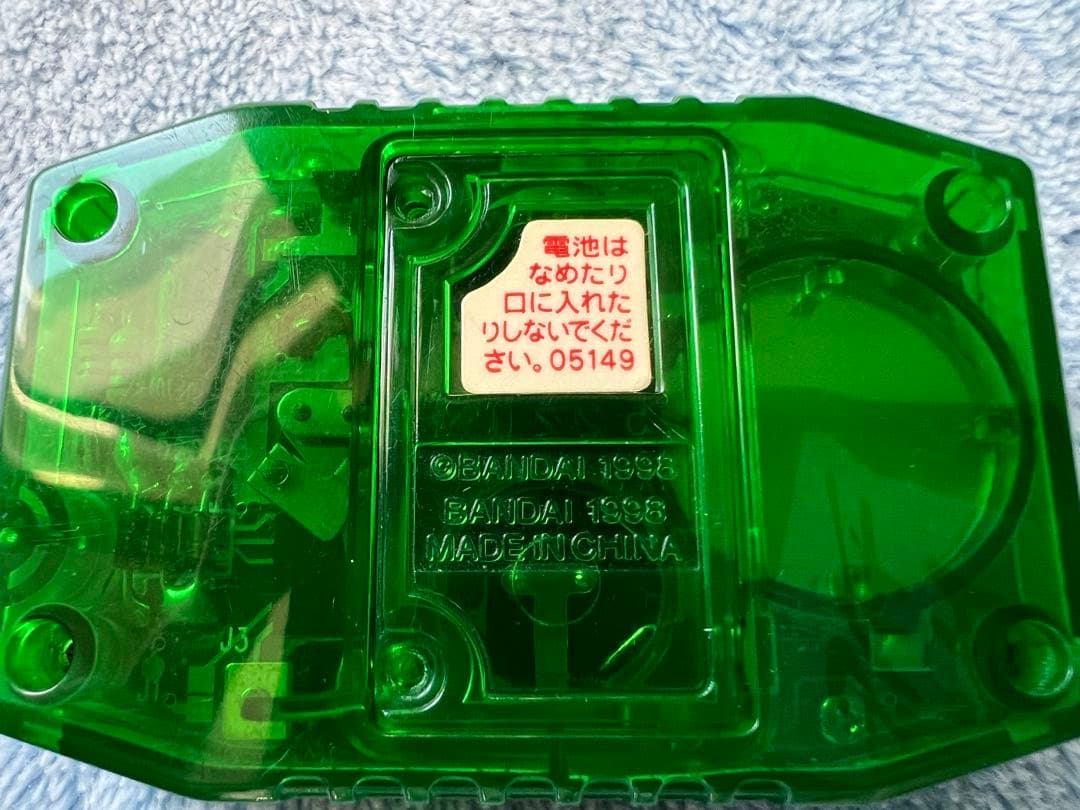 電池は
なめたり
口に入れた
りしないでくだ
さい。05149
©BANDAI 1998
BANDAI 1998
MADE IN CHINA
J3